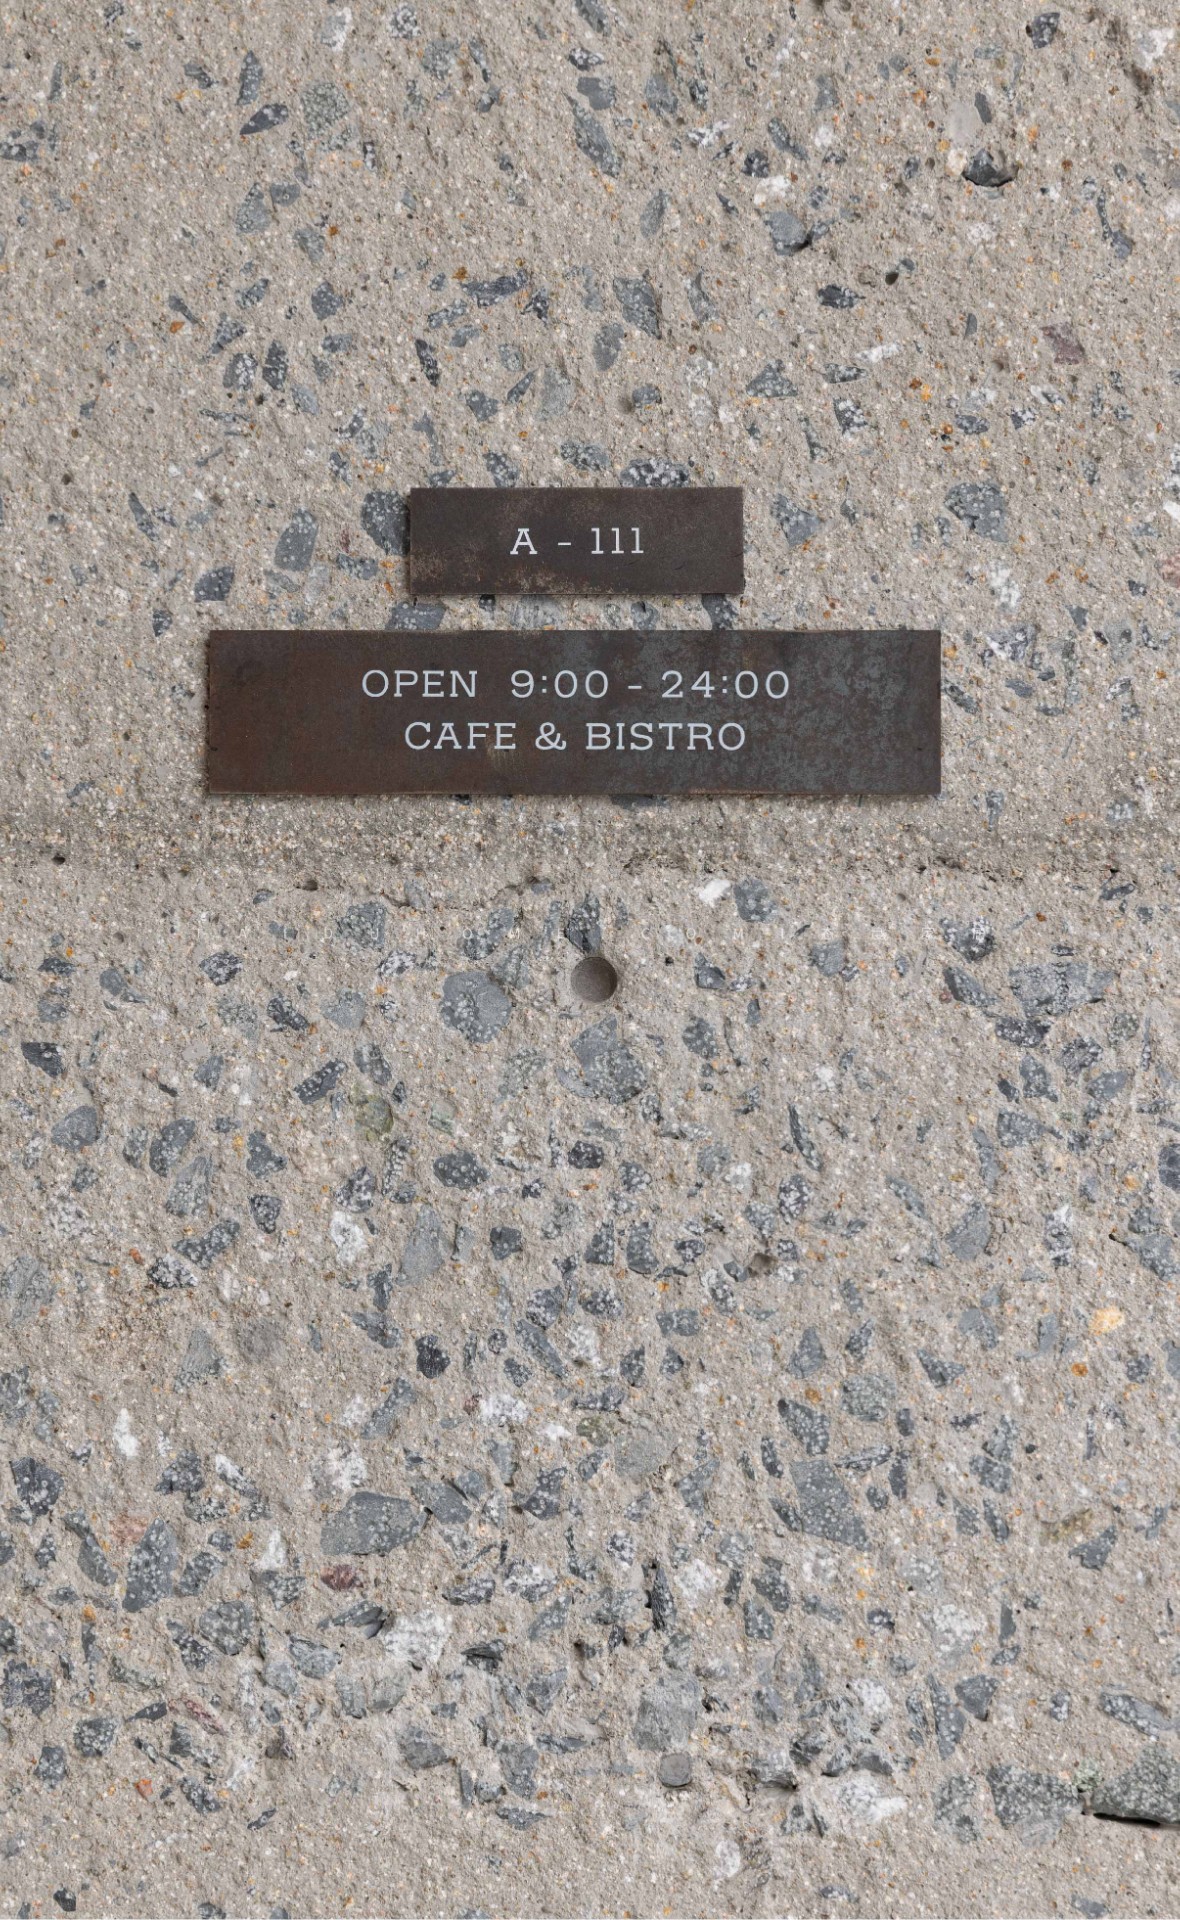 A - 111
OPEN 9:00 - 24:00
CAFE & BISTRO